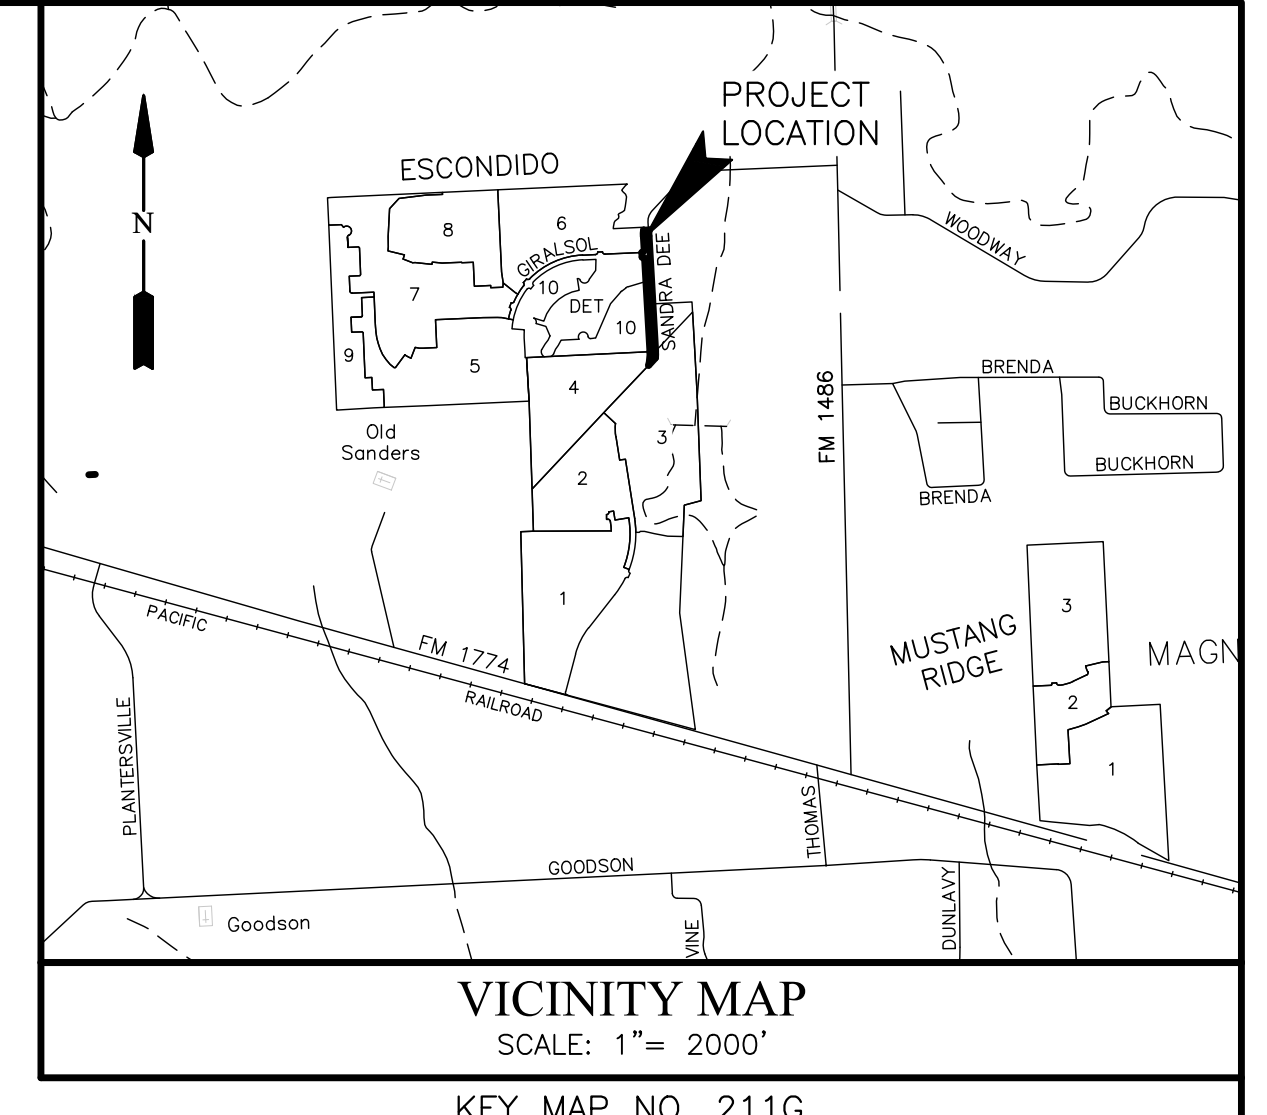 PROJECT
LOCATION
ESCONDIDO
N
WOODWAY
8
6
GIRALSOL
SANDRA DEE
7
10
DET
10
9
5
4
FM 1486
BRENDA
BUCKHORN
BUCKHORN
BRENDA
Old
Sanders
3
2
1
PACIFIC
FM 1774
RAILROAD
MUSTANG
RIDGE
3
MAGN
2
1
PLANTERSVILLE
THOMAS
GOODSON
DUNLAVY
VINE
Goodson
VICINITY MAP
SCALE: 1”= 2000’
KEY MAP NO. 211G